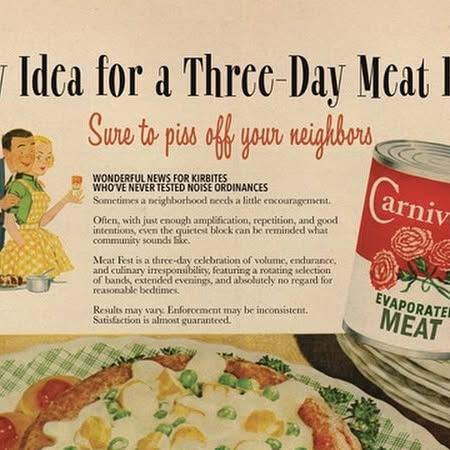 Idea for a Three-Day Meat
Sure to piss off your neighbors
WONDERFUL NEWS FOR KIRBITES
WHO'VE NEVER TESTED NOISE ORDINANCES
Sometimes a neighborhood needs a little encouragement.
Often, with just enough amplification, repetition, and good
intentions, even the quietest block can be reminded what
community sounds like.
Meat Fest is a three-day celebration of volume, endurance,
and culinary irresponsibility, featuring a rotating selection
of bands, extended evenings, and absolutely no regard for
reasonable bedtimes.
Results may vary. Enforcement may be inconsistent.
Satisfaction is almost guaranteed.
Carniv
EVAPORATE
MEAT